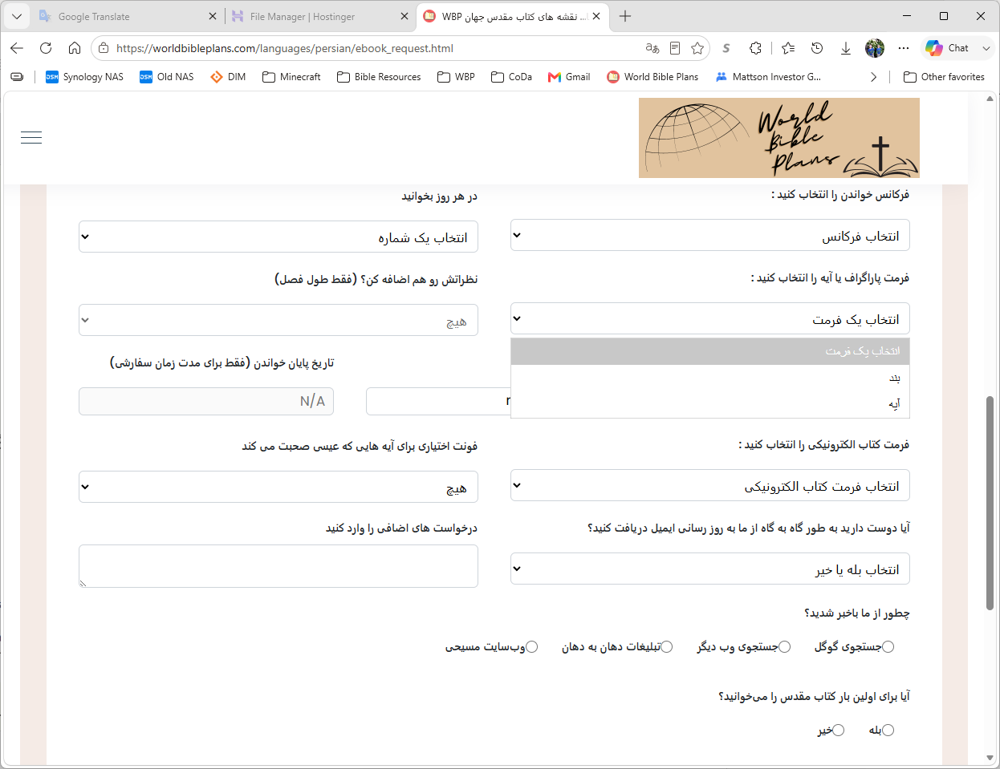 Google Translate
File Manager | Hostinger
WBP نقشه های کتاب مقدس جهان ...
https://worldbibleplans.com/languages/persian/ebook_request.html
Chat
Synology NAS
Old NAS
DIM
Minecraft
Bible Resources
WBP
CoDa
Gmail
World Bible Plans
Mattson Investor G...
Other favorites
World
Bible
Plans
فرکانس خواندن را انتخاب کنید :
در هر روز بخوانید
انتخاب فرکانس
انتخاب یک شماره
فرمت پاراگراف یا آیه را انتخاب کنید :
نظراتش رو هم اضافه کن؟ (فقط طول فصل)
انتخاب یک فرمت
هیچ
انتخاب یک فرمت
بند
آیه
تاریخ پایان خواندن (فقط برای مدت زمان سفارشی)
N/A
فرمت کتاب الکترونیکی را انتخاب کنید :
فونت اختیاری برای آیه هایی که عیسی صحبت می کند
انتخاب فرمت کتاب الکترونیکی
هیچ
آیا دوست دارید به طور گاه به گاه از ما به روز رسانی ایمیل دریافت کنید؟
درخواست های اضافی را وارد کنید
انتخاب بله یا خیر
چطور از ما باخبر شدید؟
جستجوی گوگل
جستجوی وب دیگر
تبلیغات دهان به دهان
وب‌سایت مسیحی
آیا برای اولین بار کتاب مقدس را می‌خوانید؟
بله
خیر